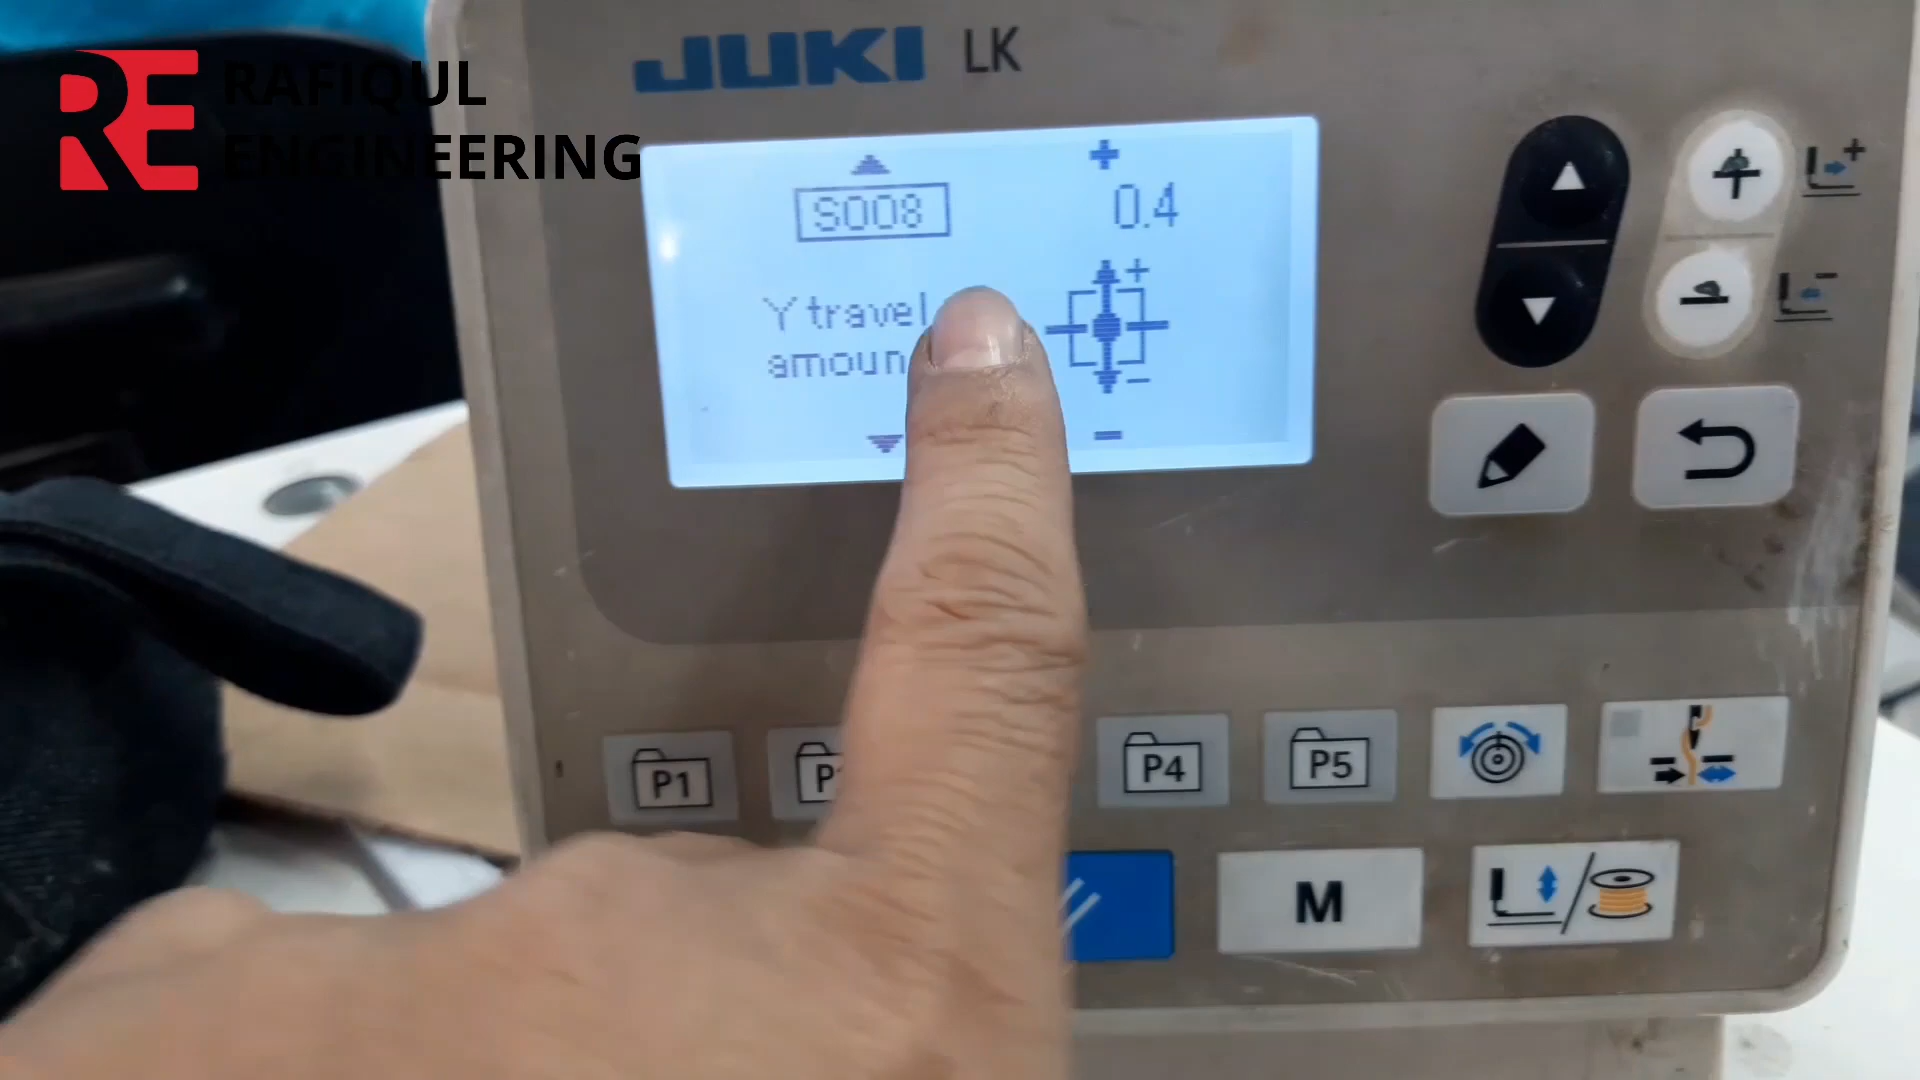 RE RAFIQUL
ENGINEERING
JUKI LK
S008
0.4
Y travel
amoun
P1
P4
P5
M